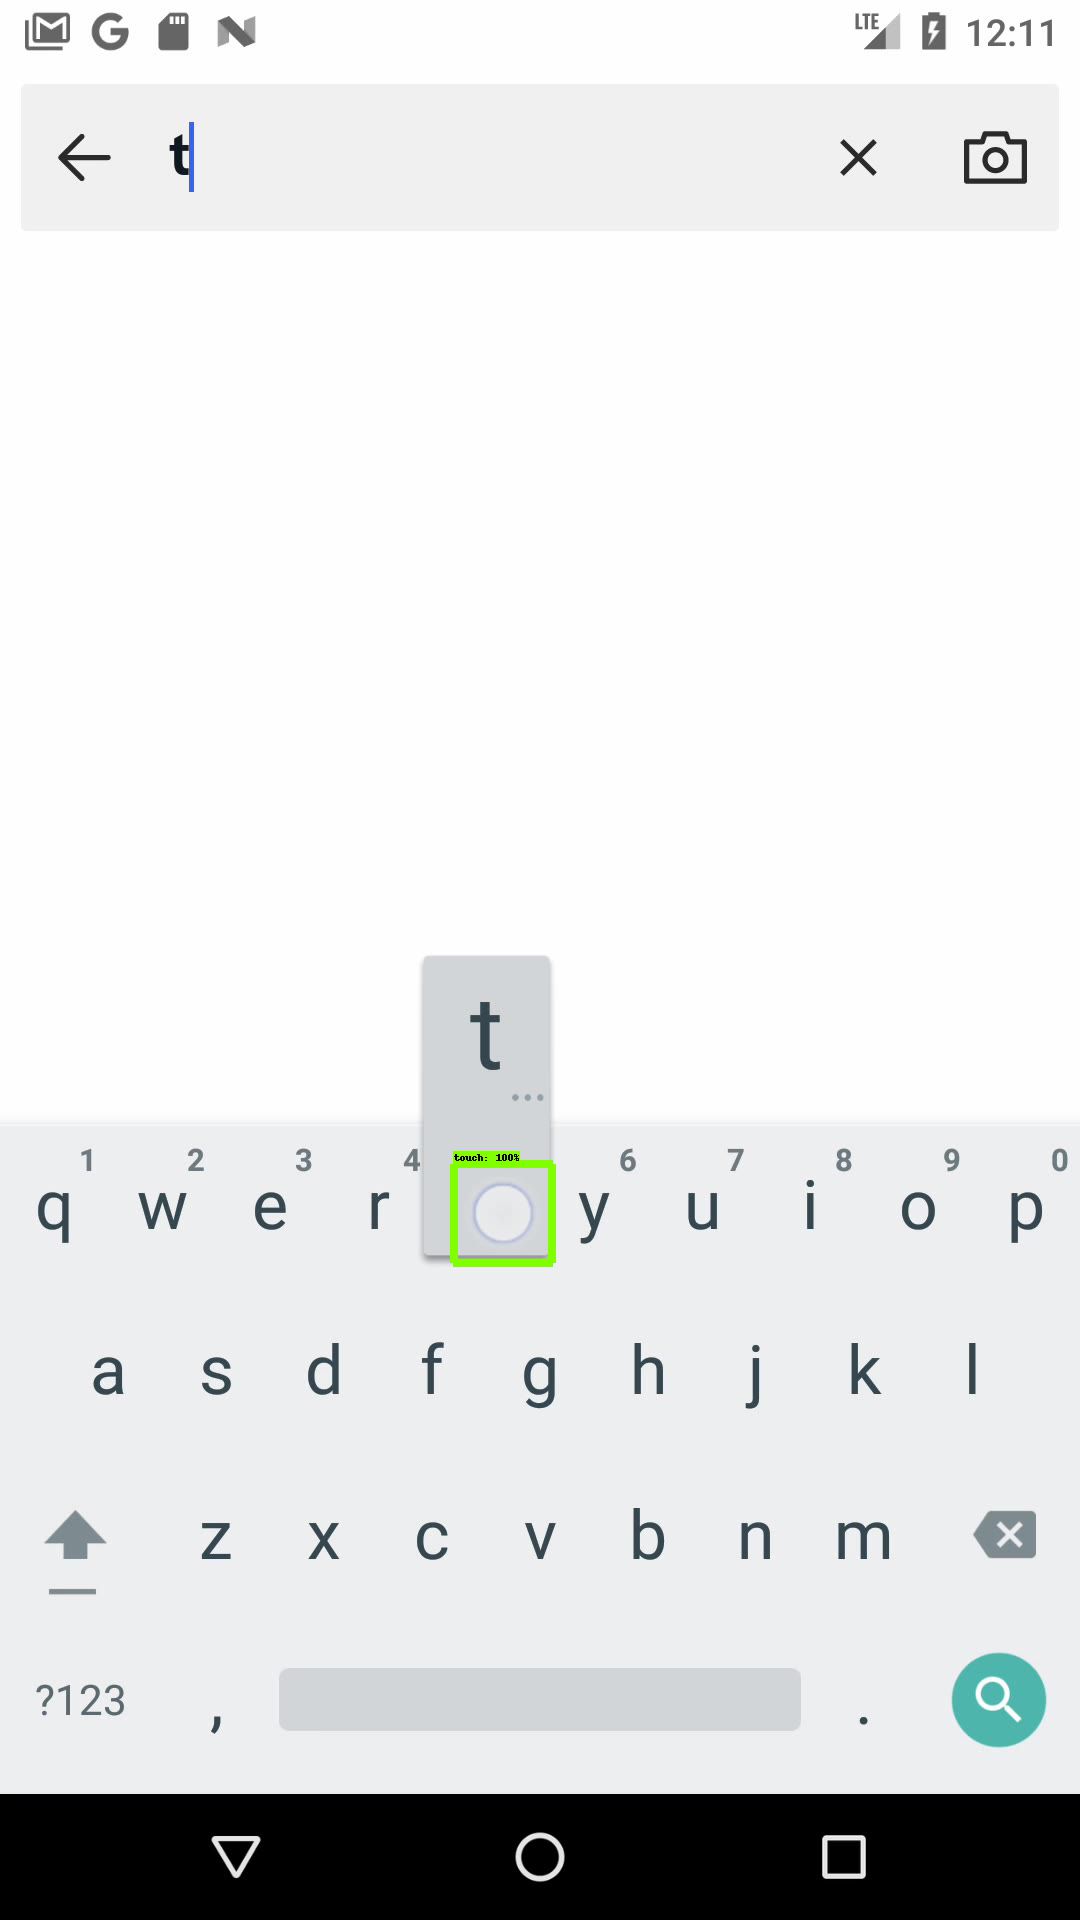 LTE 12:11
t
t
...
touch: 100%
1 2 3 4 6 7 8 9 0
q w e r y u i o p
a s d f g h j k l
z x c v b n m
?123 , .